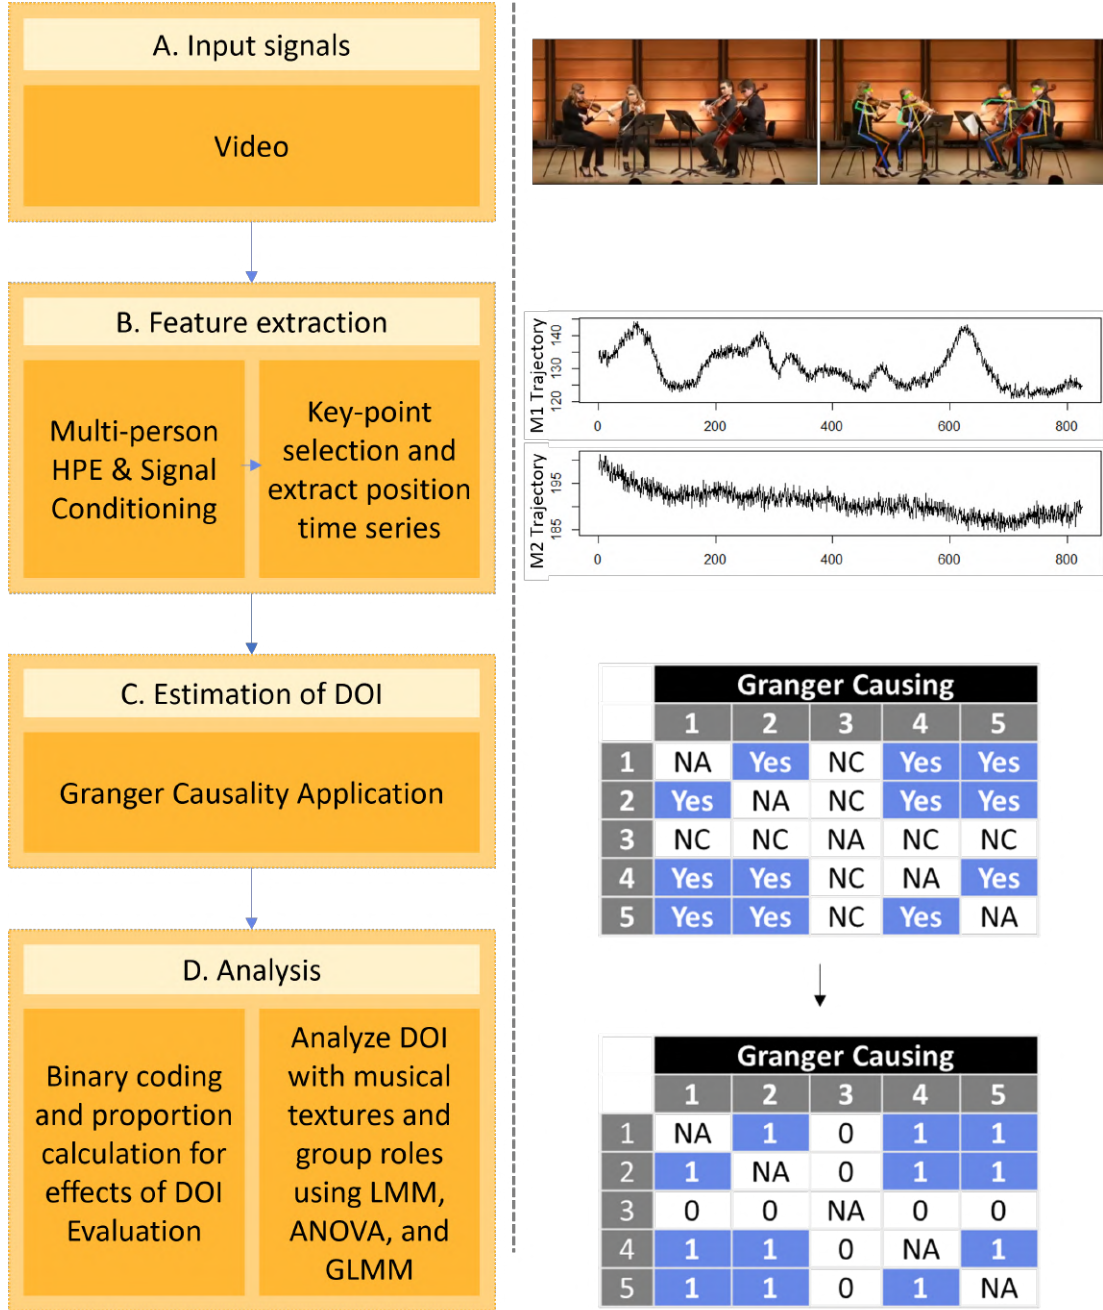 A. Input signals
Video
B. Feature extraction
Multi-person
HPE & Signal
Conditioning
Key-point
selection and
extract position
time series
C. Estimation of DOI
Granger Causality Application
D. Analysis
Binary coding
and proportion
calculation for
effects of DOI
Evaluation
Analyze DOI
with musical
textures and
group roles
using LMM,
ANOVA, and
GLMM
M1 Trajectory
120 130 140
0 200 400 600 800
M2 Trajectory
185 195
0 200 400 600 800
Granger Causing
1 2 3 4 5
1 NA Yes NC Yes Yes
2 Yes NA NC Yes Yes
3 NC NC NA NC NC
4 Yes Yes NC NA Yes
5 Yes Yes NC Yes NA
Granger Causing
1 2 3 4 5
1 NA 1 0 1 1
2 1 NA 0 1 1
3 0 0 NA 0 0
4 1 1 0 NA 1
5 1 1 0 1 NA